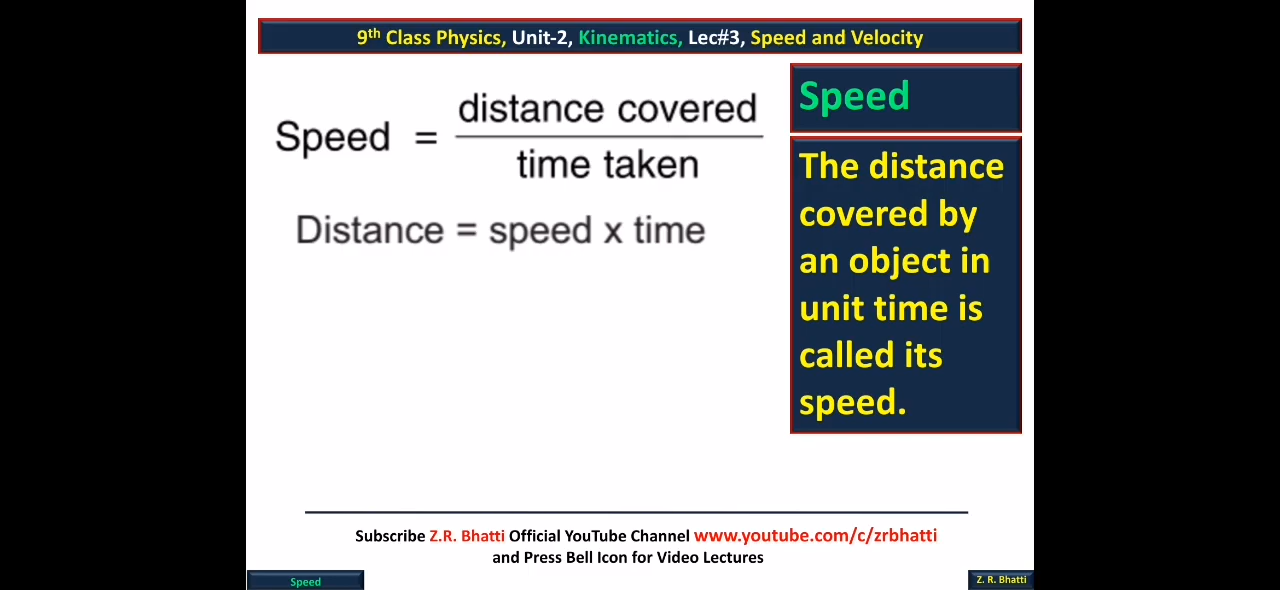 9th Class Physics, Unit-2, Kinematics, Lec#3, Speed and Velocity
Speed = distance covered
time taken
Distance = speed x time
Speed
The distance
covered by
an object in
unit time is
called its
speed.
Subscribe Z.R. Bhatti Official YouTube Channel www.youtube.com/c/zrbhatti
and Press Bell Icon for Video Lectures
Speed
Z. R. Bhatti